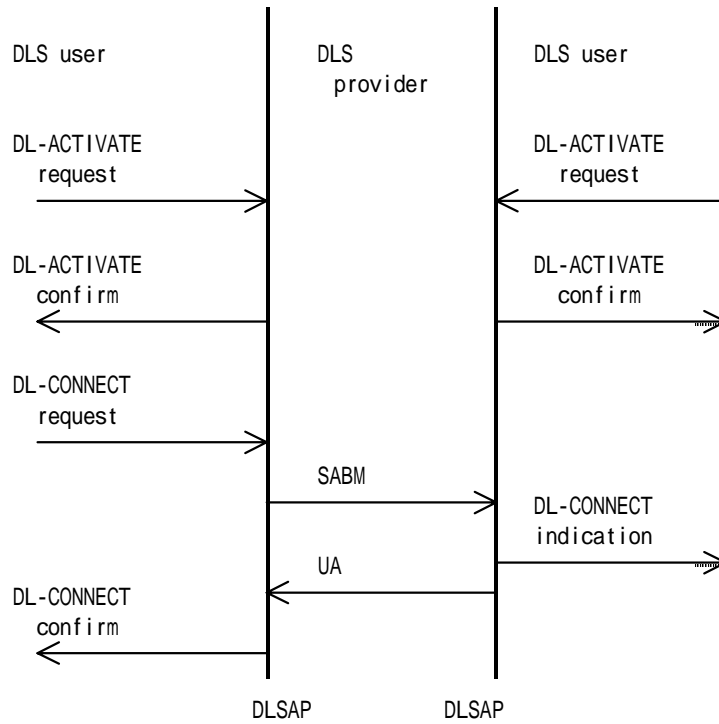 DLS user
DLS
provider
DLS user
DL-ACTIVATE
request
DL-ACTIVATE
request
DL-ACTIVATE
confirm
DL-ACTIVATE
confirm
DL-CONNECT
request
SABM
DL-CONNECT
indication
UA
DL-CONNECT
confirm
DLSAP
DLSAP